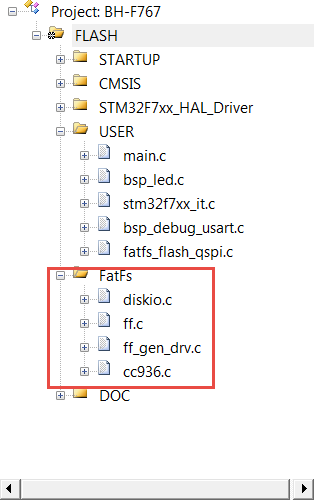 Project: BH-F767
FLASH
STARTUP
CMSIS
STM32F7xx_HAL_Driver
USER
main.c
bsp_led.c
stm32f7xx_it.c
bsp_debug_usart.c
fatfs_flash_qspi.c
FatFs
diskio.c
ff.c
ff_gen_drv.c
cc936.c
DOC